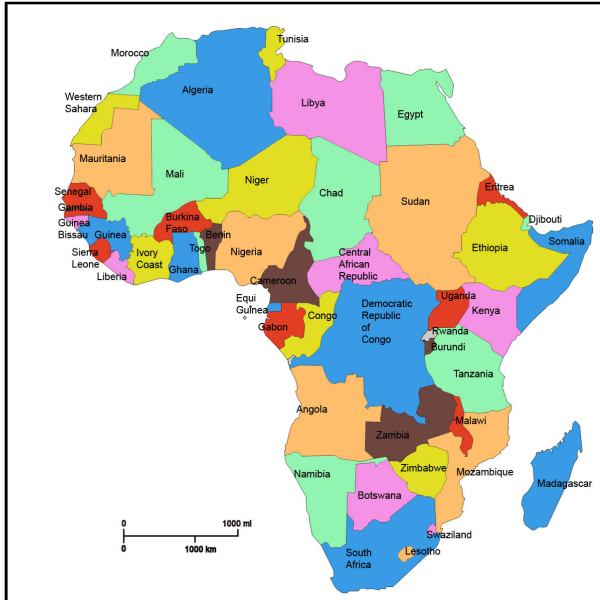 Tunisia
Morocco
Algeria
Western
Sahara
Libya
Egypt
Mauritania
Mali
Niger
Chad
Sudan
Eritrea
Senegal
Gambia
Guinea
Bissau
Guinea
Burkina
Faso
Benin
Togo
Djibouti
Somalia
Sierra
Leone
Ivory
Coast
Ghana
Nigeria
Central
African
Republic
Ethiopia
Liberia
Cameroon
Equi
Guinea
Congo
Democratic
Republic
of
Congo
Uganda
Kenya
Gabon
Rwanda
Burundi
Tanzania
Angola
Zambia
Malawi
Namibia
Zimbabwe
Mozambique
Botswana
Madagascar
Swaziland
South
Africa
Lesotho
0 1000 ml
0 1000 km